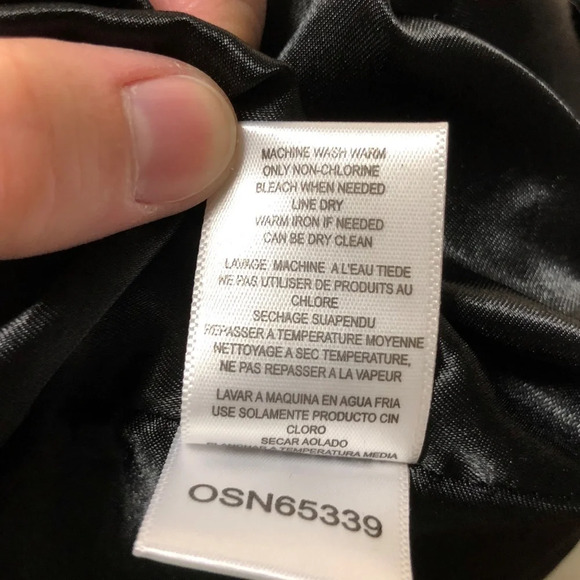 MACHINE WASH WARM
ONLY NON-CHLORINE
BLEACH WHEN NEEDED
LINE DRY
WARM IRON IF NEEDED
CAN BE DRY CLEAN
LAVAGE MACHINE A L'EAU TIEDE
NE PAS UTILISER DE PRODUITS AU
CHLORE
SECHAGE SUAPENDU
REPASSER A TEMPERATURE MOYENNE
NETTOYAGE A SEC TEMPERATURE,
NE PAS REPASSER A LA VAPEUR
LAVAR A MAQUINA EN AGUA FRIA
USE SOLAMENTE PRODUCTO CIN
CLORO
SECAR AOLADO
A TEMPERATURA MEDIA
OSN65339